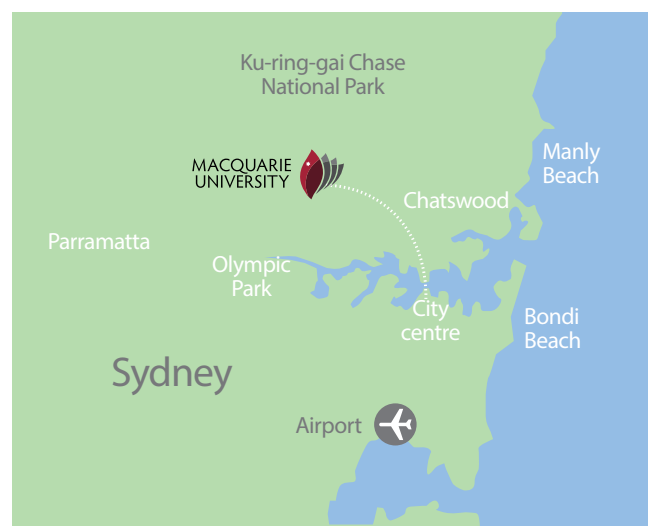 Ku-ring-gai Chase
National Park
MACQUARIE
UNIVERSITY
Manly
Beach
Chatswood
Parramatta
Olympic
Park
City
centre
Bondi
Beach
Sydney
Airport